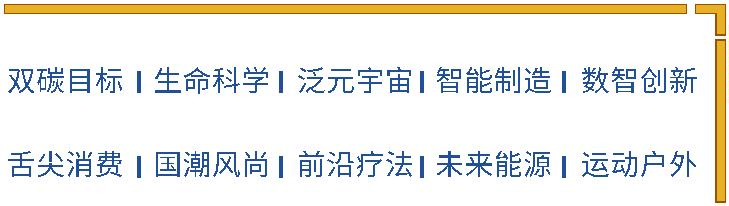 双碳目标 | 生命科学 | 泛元宇宙 | 智能制造 | 数智创新
舌尖消费 | 国潮风尚 | 前沿疗法 | 未来能源 | 运动户外